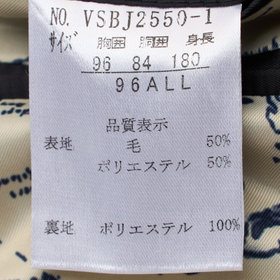 NO. VSBJ2550-1
サイズ 胸囲 胴囲 身長
96 84 180
96ALL
品質表示
表地 毛 50%
ポリエステル 50%
裏地 ポリエステル 100%